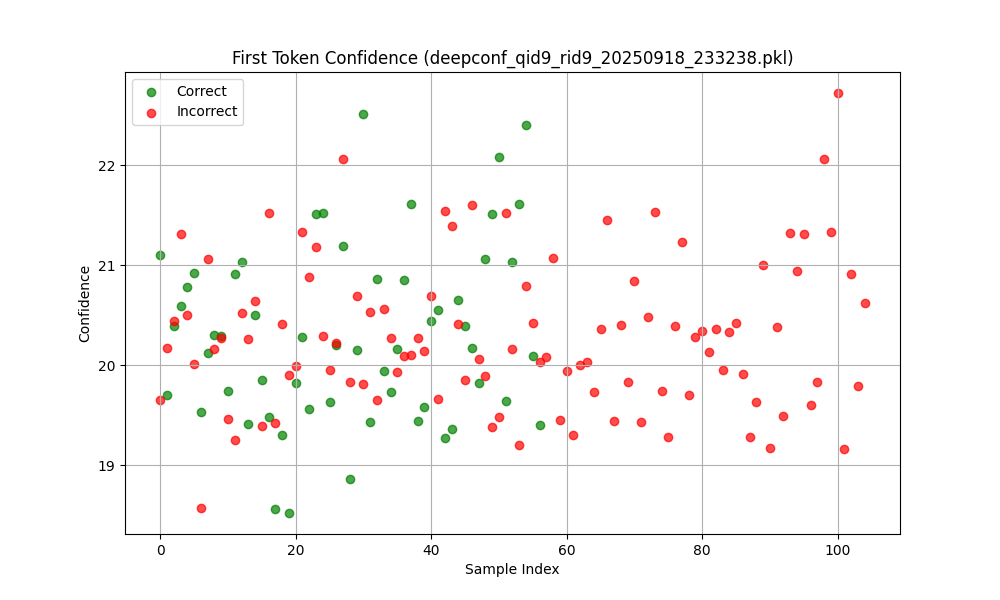 First Token Confidence (deepconf_qid9_rid9_20250918_233238.pkl)
Correct
Incorrect
22
21
20
19
Confidence
0 20 40 60 80 100
Sample Index